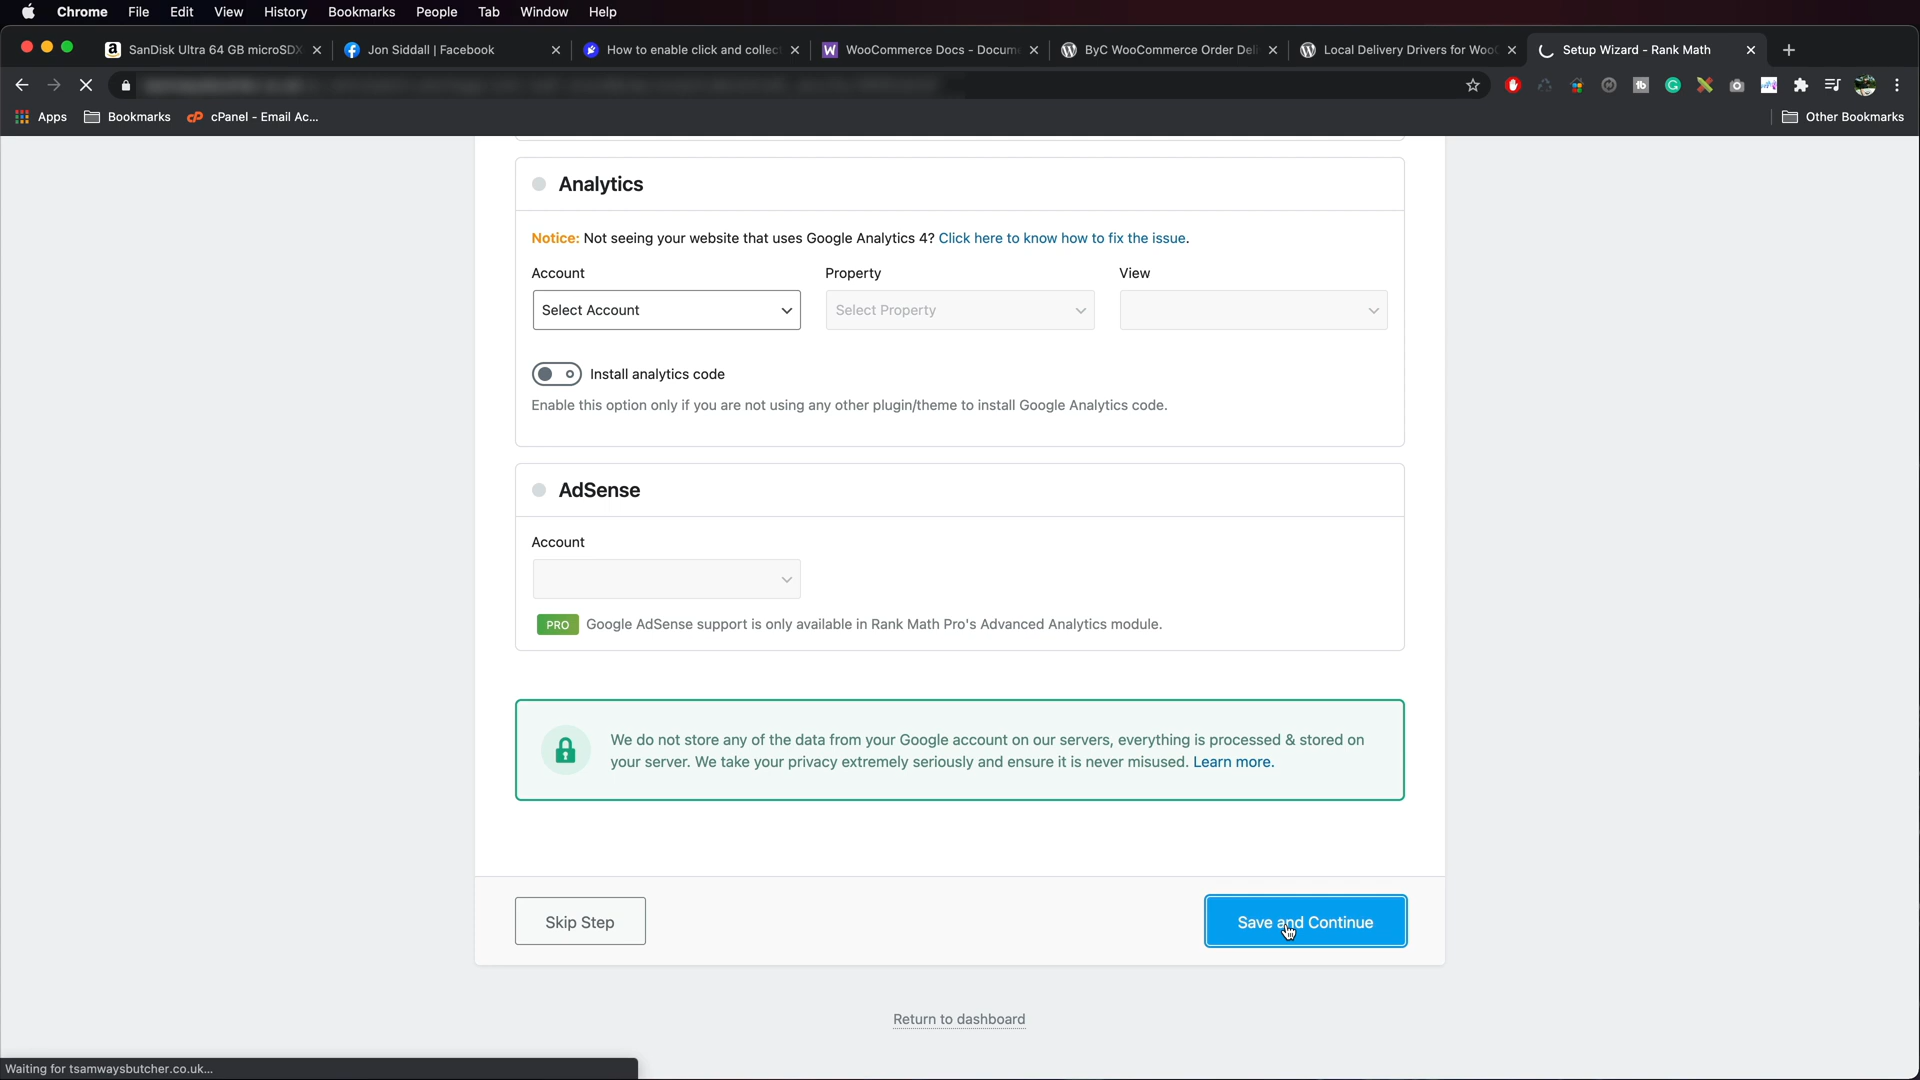 Chrome File Edit View History Bookmarks People Tab Window Help
SanDisk Ultra 64 GB microSDX
Jon Siddall | Facebook
How to enable click and collec
WooCommerce Docs - Docum
ByC WooCommerce Order Deli
Local Delivery Drivers for Woo
Setup Wizard - Rank Math
Apps Bookmarks cPanel - Email Ac... Other Bookmarks
Analytics
Notice: Not seeing your website that uses Google Analytics 4? Click here to know how to fix the issue.
Account Property View
Select Account Select Property
Install analytics code
Enable this option only if you are not using any other plugin/theme to install Google Analytics code.
AdSense
Account
PRO Google AdSense support is only available in Rank Math Pro's Advanced Analytics module.
We do not store any of the data from your Google account on our servers, everything is processed & stored on
your server. We take your privacy extremely seriously and ensure it is never misused. Learn more.
Skip Step Save and Continue
Return to dashboard
Waiting for tsamwaysbutcher.co.uk...